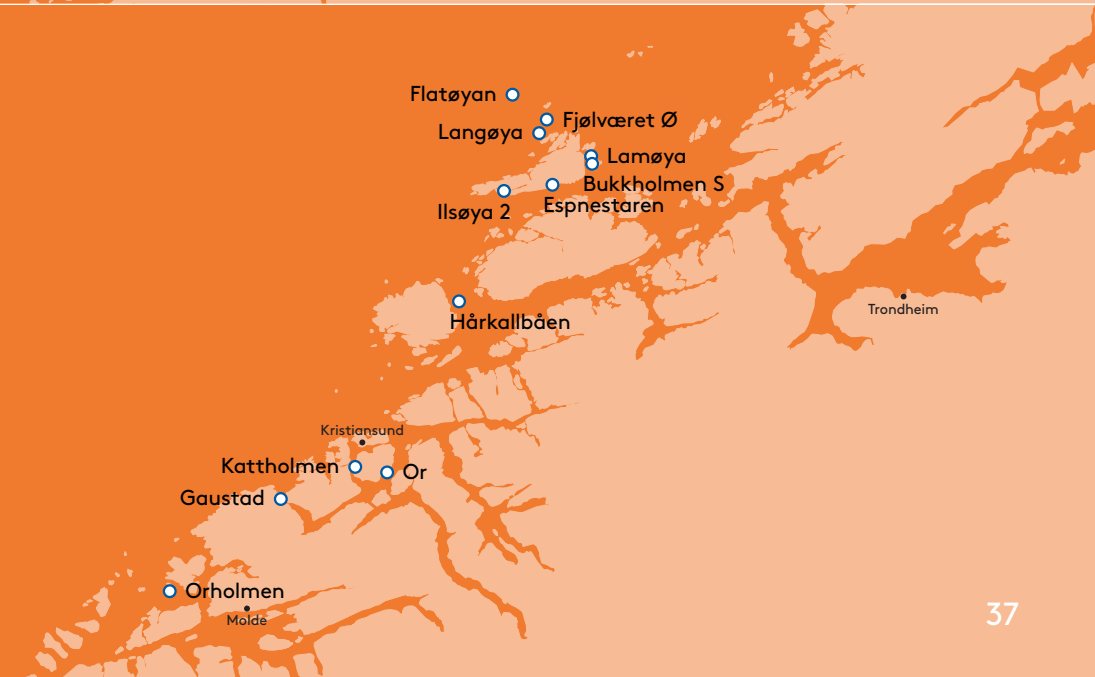 Flatøyan
Fjølværet Ø
Langøya
Lamøya
Bukkholmen S
Espnestaren
Ilsøya 2
Trondheim
Hårkallbåen
Kristiansund
Kattholmen
Or
Gaustad
Orholmen
Molde
37